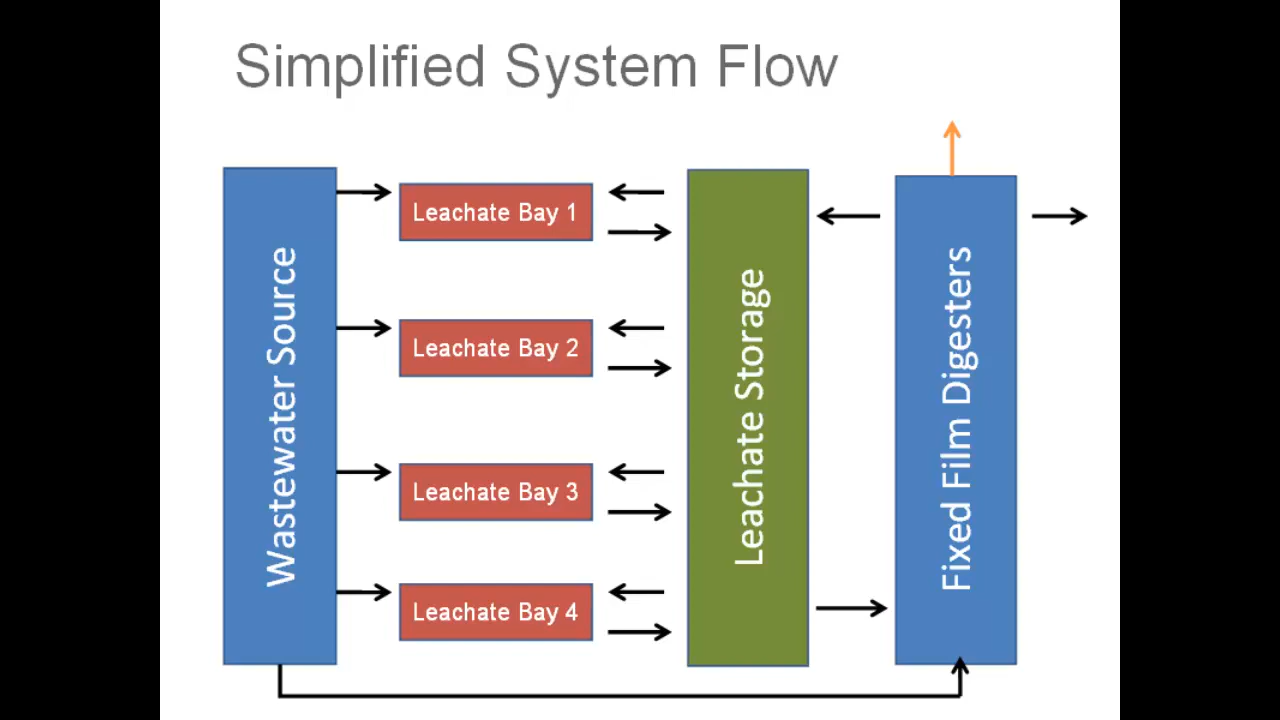 Simplified System Flow
Wastewater Source
Leachate Bay 1
Leachate Bay 2
Leachate Bay 3
Leachate Bay 4
Leachate Storage
Fixed Film Digesters